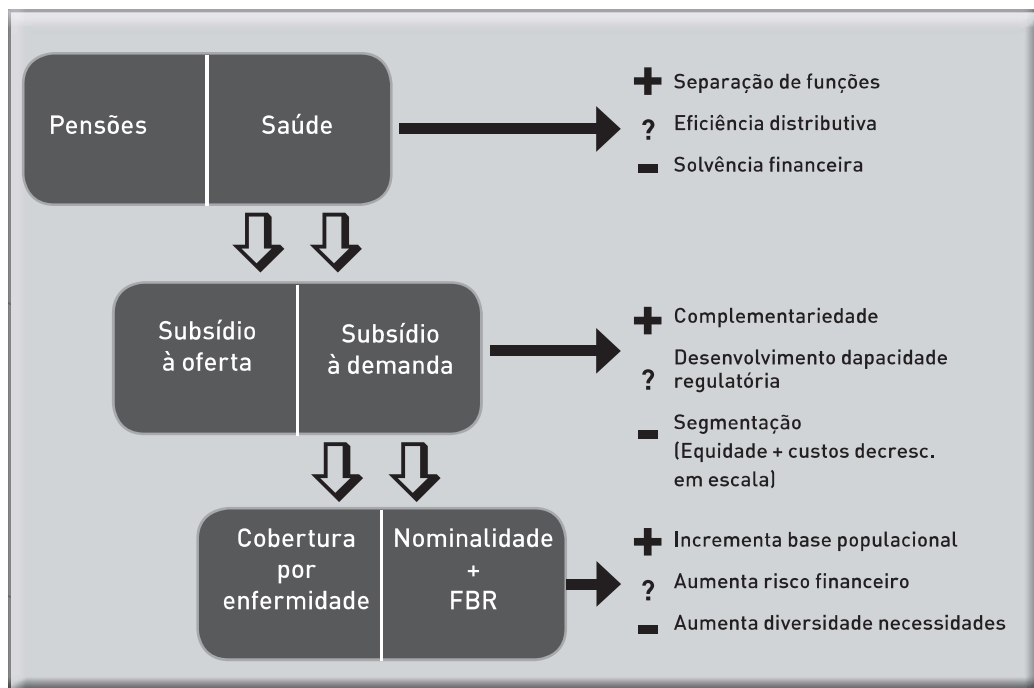 Pensões
Saúde
+ Separação de funções
? Eficiência distributiva
- Solvência financeira
Subsídio
à oferta
Subsídio
à demanda
+ Complementariedade
? Desenvolvimento dapacidade
regulatória
- Segmentação
(Equidade + custos decresc.
em escala)
Cobertura
por
enfermidade
Nominalidade
+
FBR
+ Incrementa base populacional
? Aumenta risco financeiro
- Aumenta diversidade necessidades